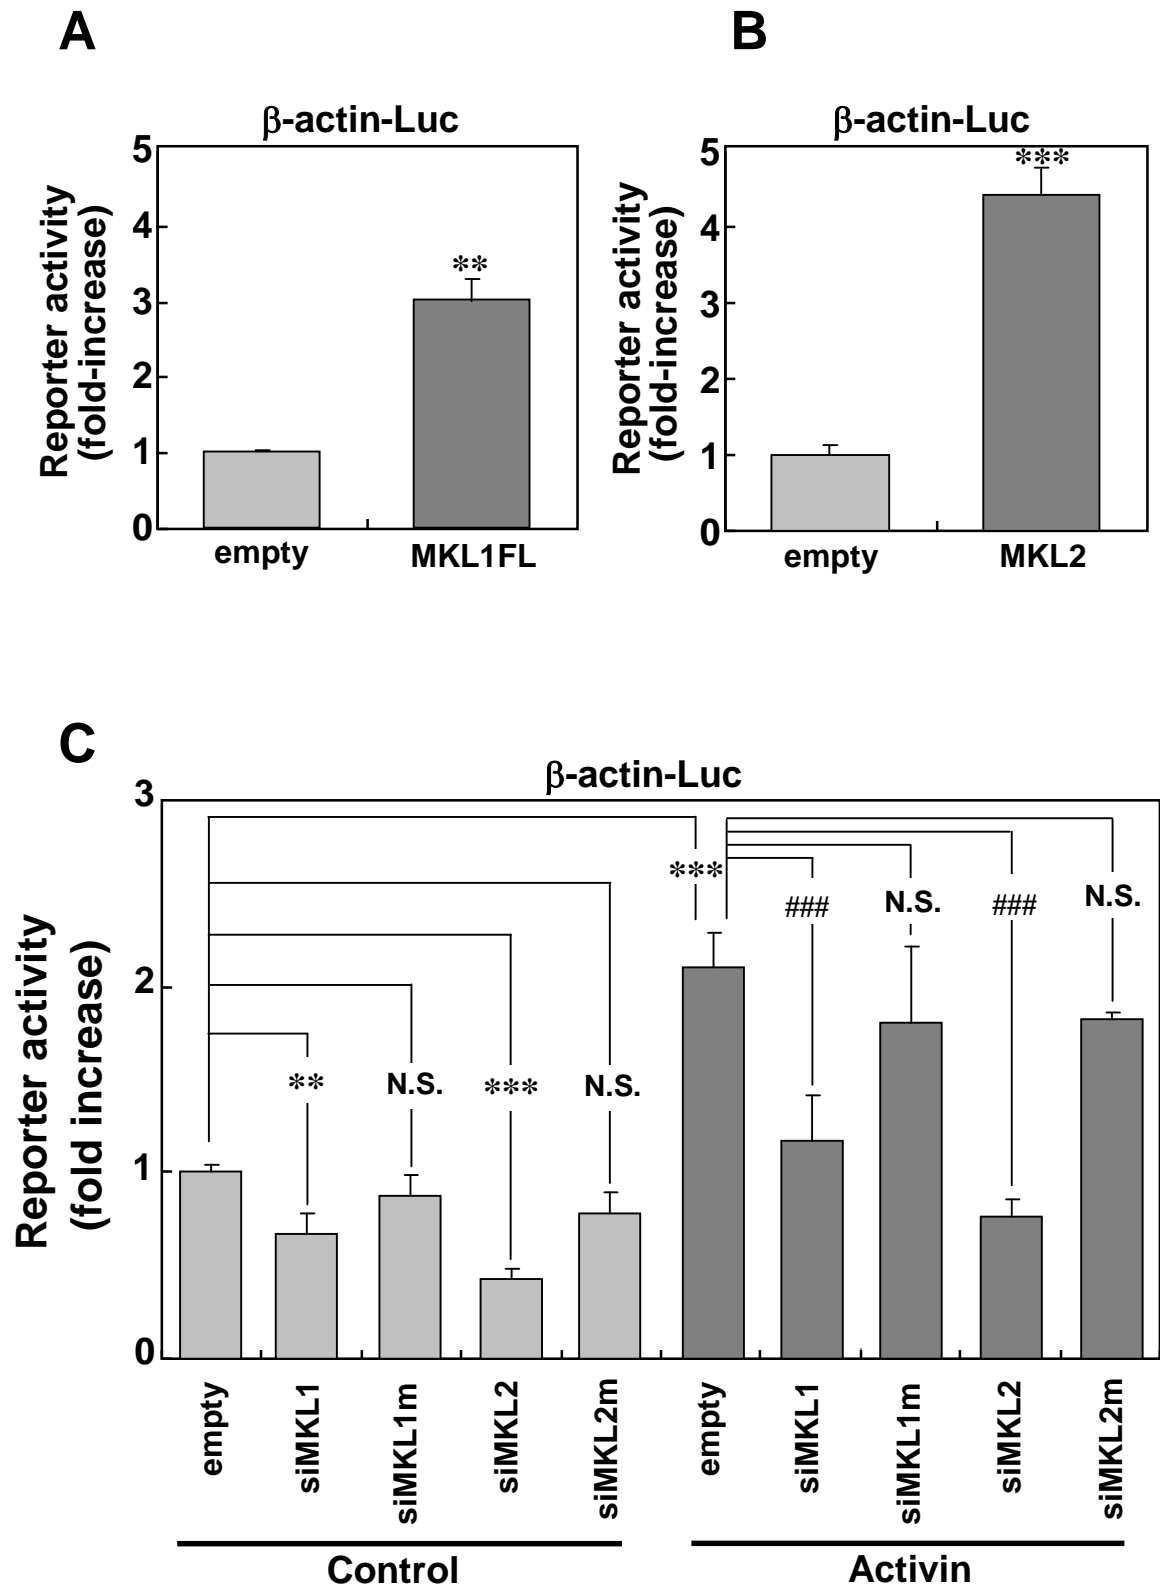 A
β-actin-Luc
Reporter activity
(fold-increase)
5
4
3
2
1
0
**
empty
MKL1FL
B
β-actin-Luc
Reporter activity
(fold-increase)
5
4
3
2
1
0
***
empty
MKL2
C
β-actin-Luc
Reporter activity
(fold increase)
3
2
1
0
** N.S. *** N.S. *** ### N.S. ### N.S.
empty
siMKL1
siMKL1m
siMKL2
siMKL2m
empty
siMKL1
siMKL1m
siMKL2
siMKL2m
Control
Activin